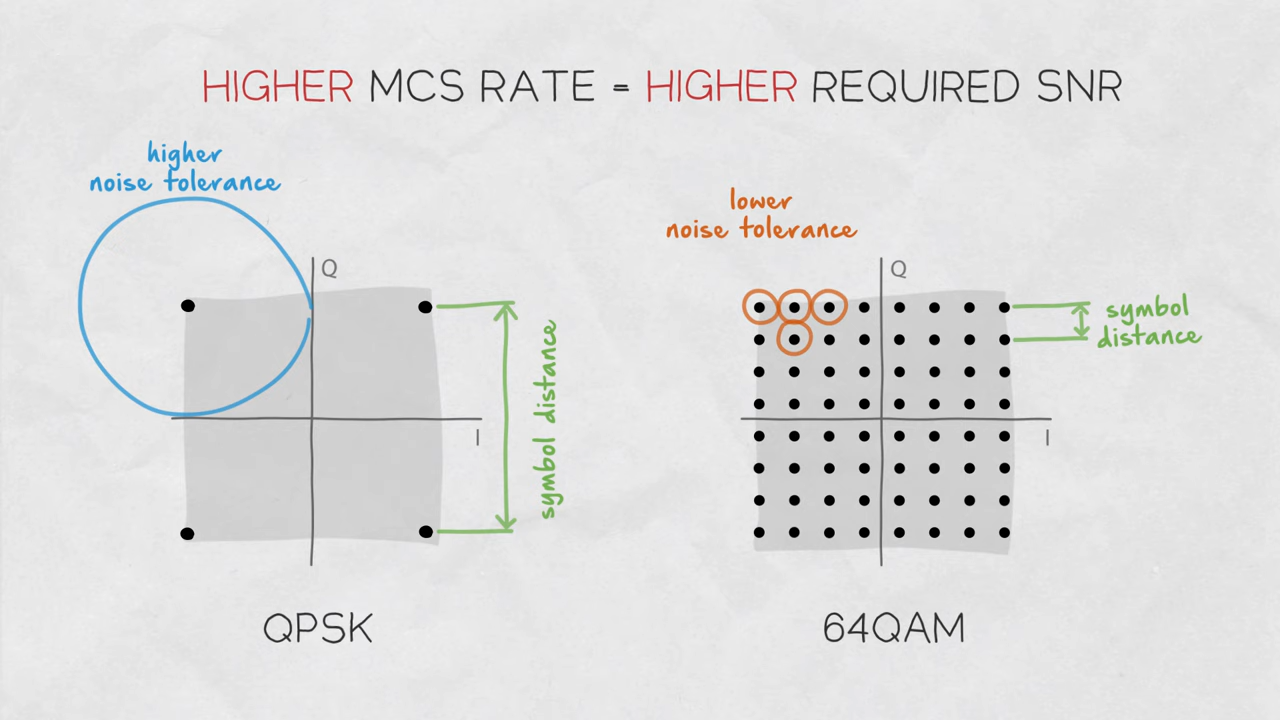 HIGHER MCS RATE = HIGHER REQUIRED SNR
higher
noise tolerance
Q
I
symbol distance
QPSK
lower
noise tolerance
Q
I
symbol
distance
64QAM